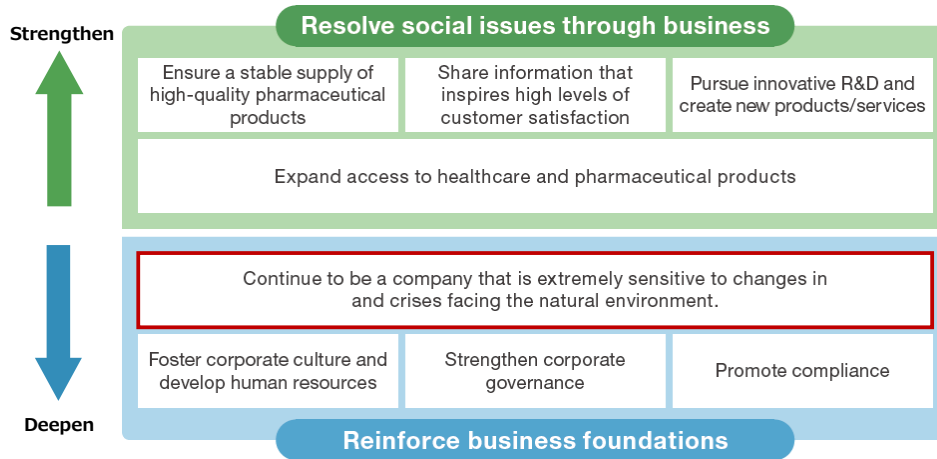 Strengthen
Resolve social issues through business
Ensure a stable supply of
high-quality pharmaceutical
products
Share information that
inspires high levels of
customer satisfaction
Pursue innovative R&D and
create new products/services
Expand access to healthcare and pharmaceutical products
Continue to be a company that is extremely sensitive to changes in
and crises facing the natural environment.
Foster corporate culture and
develop human resources
Strengthen corporate
governance
Promote compliance
Deepen
Reinforce business foundations